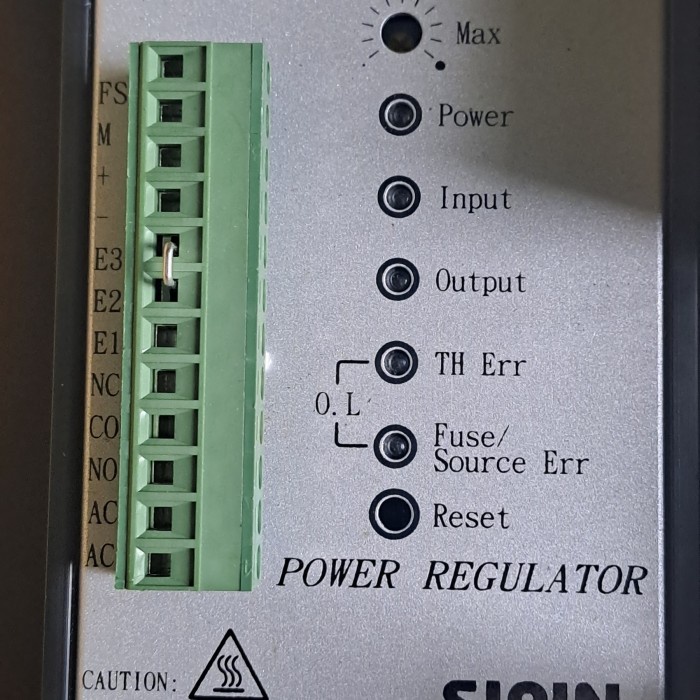 Max
FS
Power
M
+
-
Input
E3
Output
E2
E1
TH Err
NC
O.L
CO
Fuse/
Source Err
NO
AC
Reset
AC
POWER REGULATOR
CAUTION: